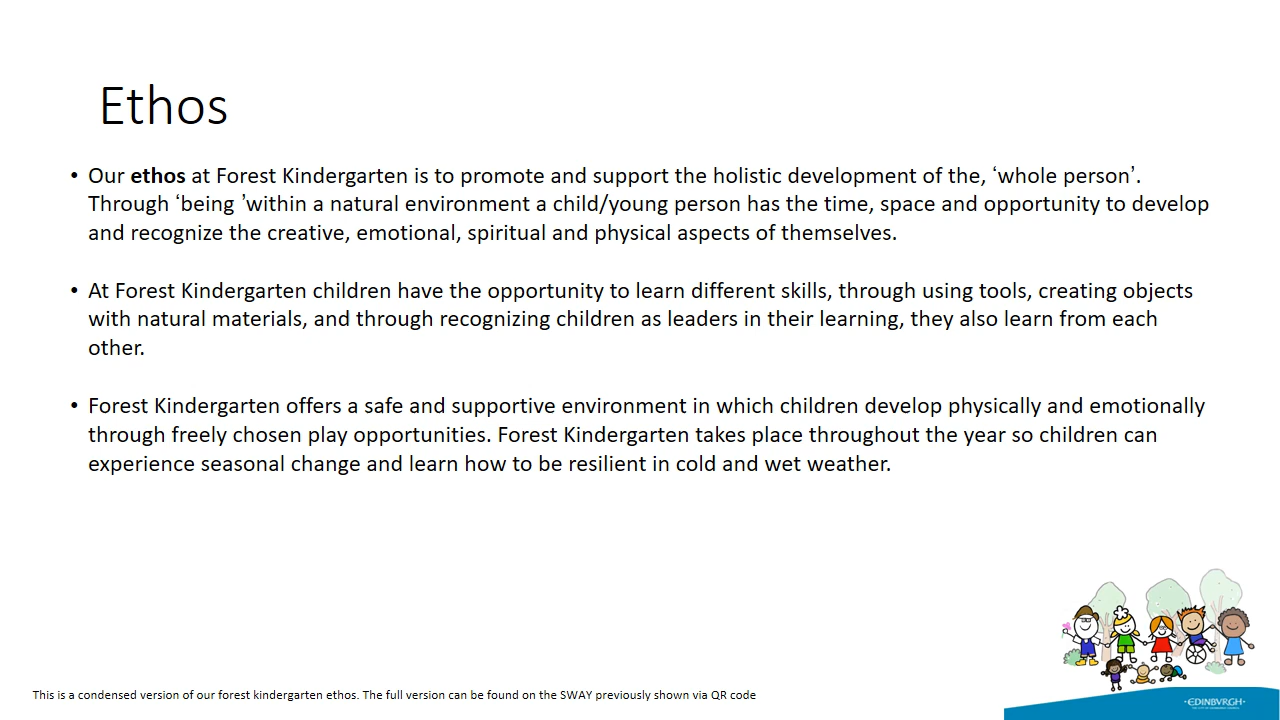 Ethos
• Our ethos at Forest Kindergarten is to promote and support the holistic development of the, ‘whole person’.
Through ‘being ’within a natural environment a child/young person has the time, space and opportunity to develop
and recognize the creative, emotional, spiritual and physical aspects of themselves.
• At Forest Kindergarten children have the opportunity to learn different skills, through using tools, creating objects
with natural materials, and through recognizing children as leaders in their learning, they also learn from each
other.
• Forest Kindergarten offers a safe and supportive environment in which children develop physically and emotionally
through freely chosen play opportunities. Forest Kindergarten takes place throughout the year so children can
experience seasonal change and learn how to be resilient in cold and wet weather.
This is a condensed version of our forest kindergarten ethos. The full version can be found on the SWAY previously shown via QR code
·EDINBVRGH·
THE CITY OF EDINBURGH COUNCIL